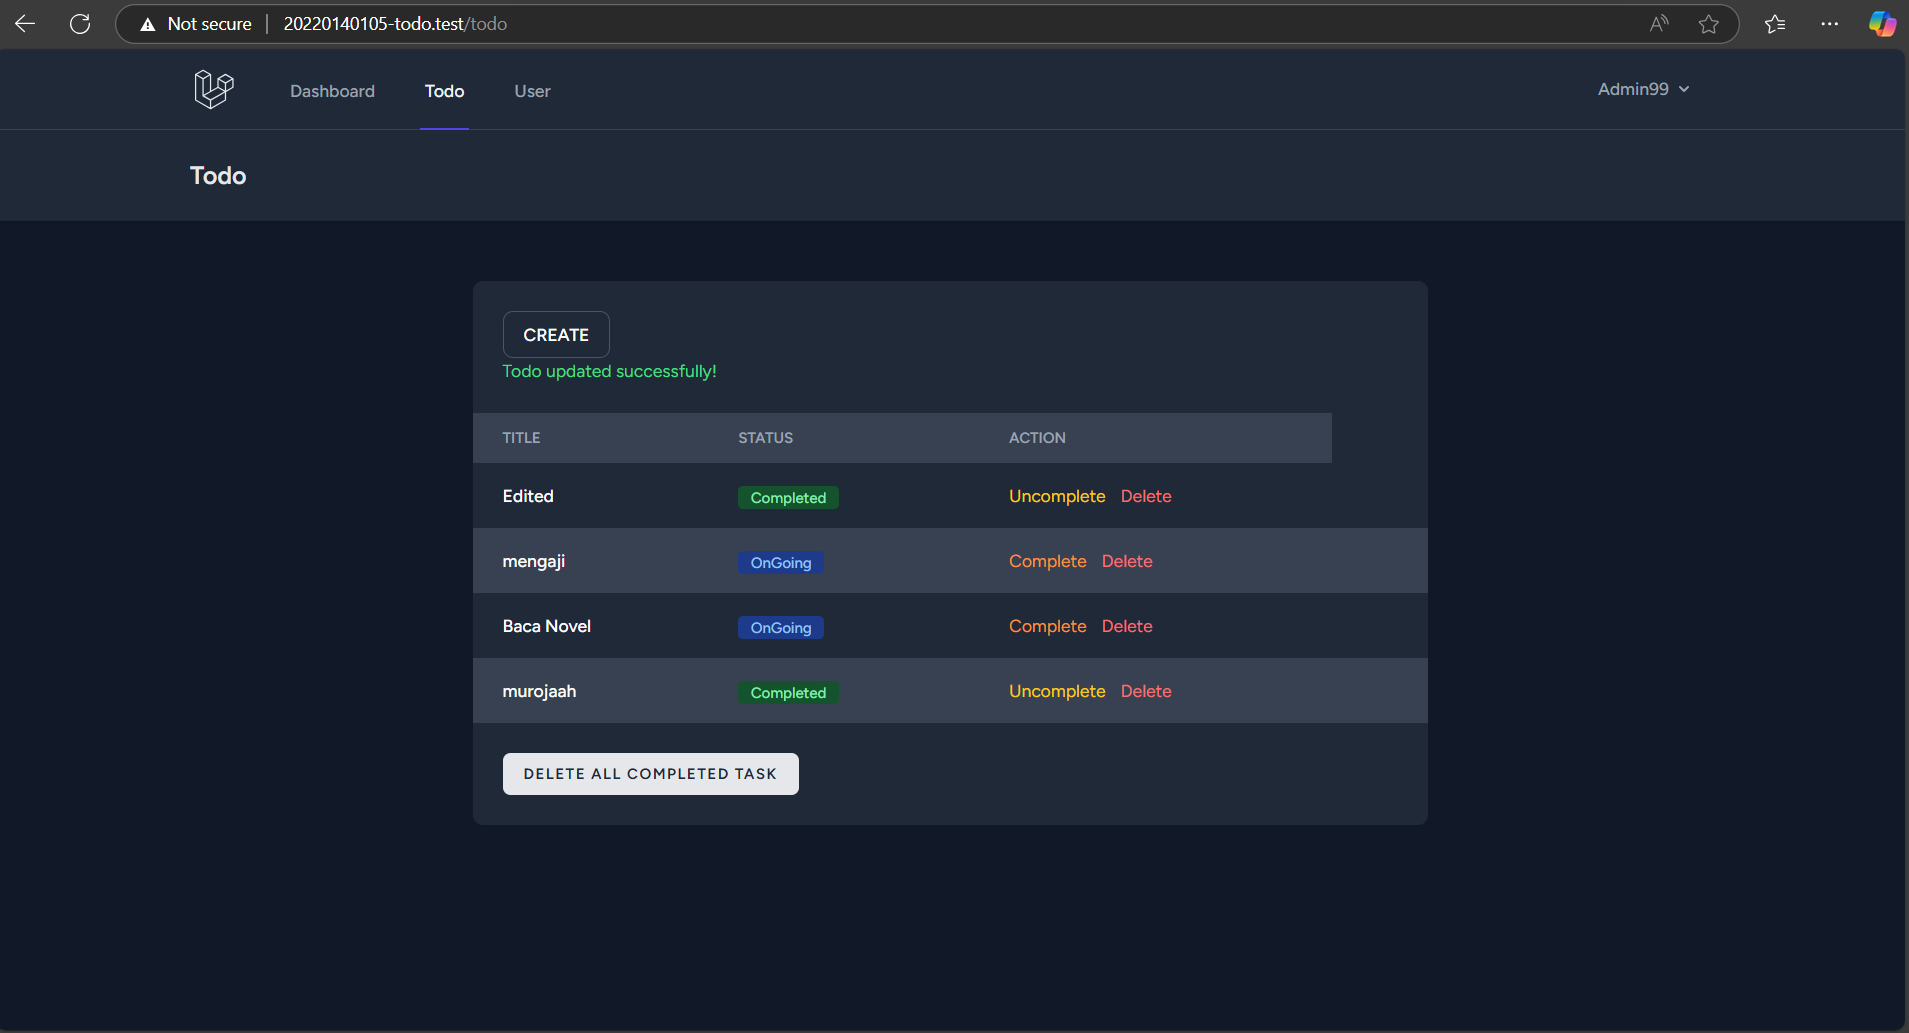 Not secure | 20220140105-todo.test/todo
Dashboard Todo User Admin99
Todo
CREATE
Todo updated successfully!
TITLE STATUS ACTION
Edited Completed Uncomplete Delete
mengaji OnGoing Complete Delete
Baca Novel OnGoing Complete Delete
murojaah Completed Uncomplete Delete
DELETE ALL COMPLETED TASK